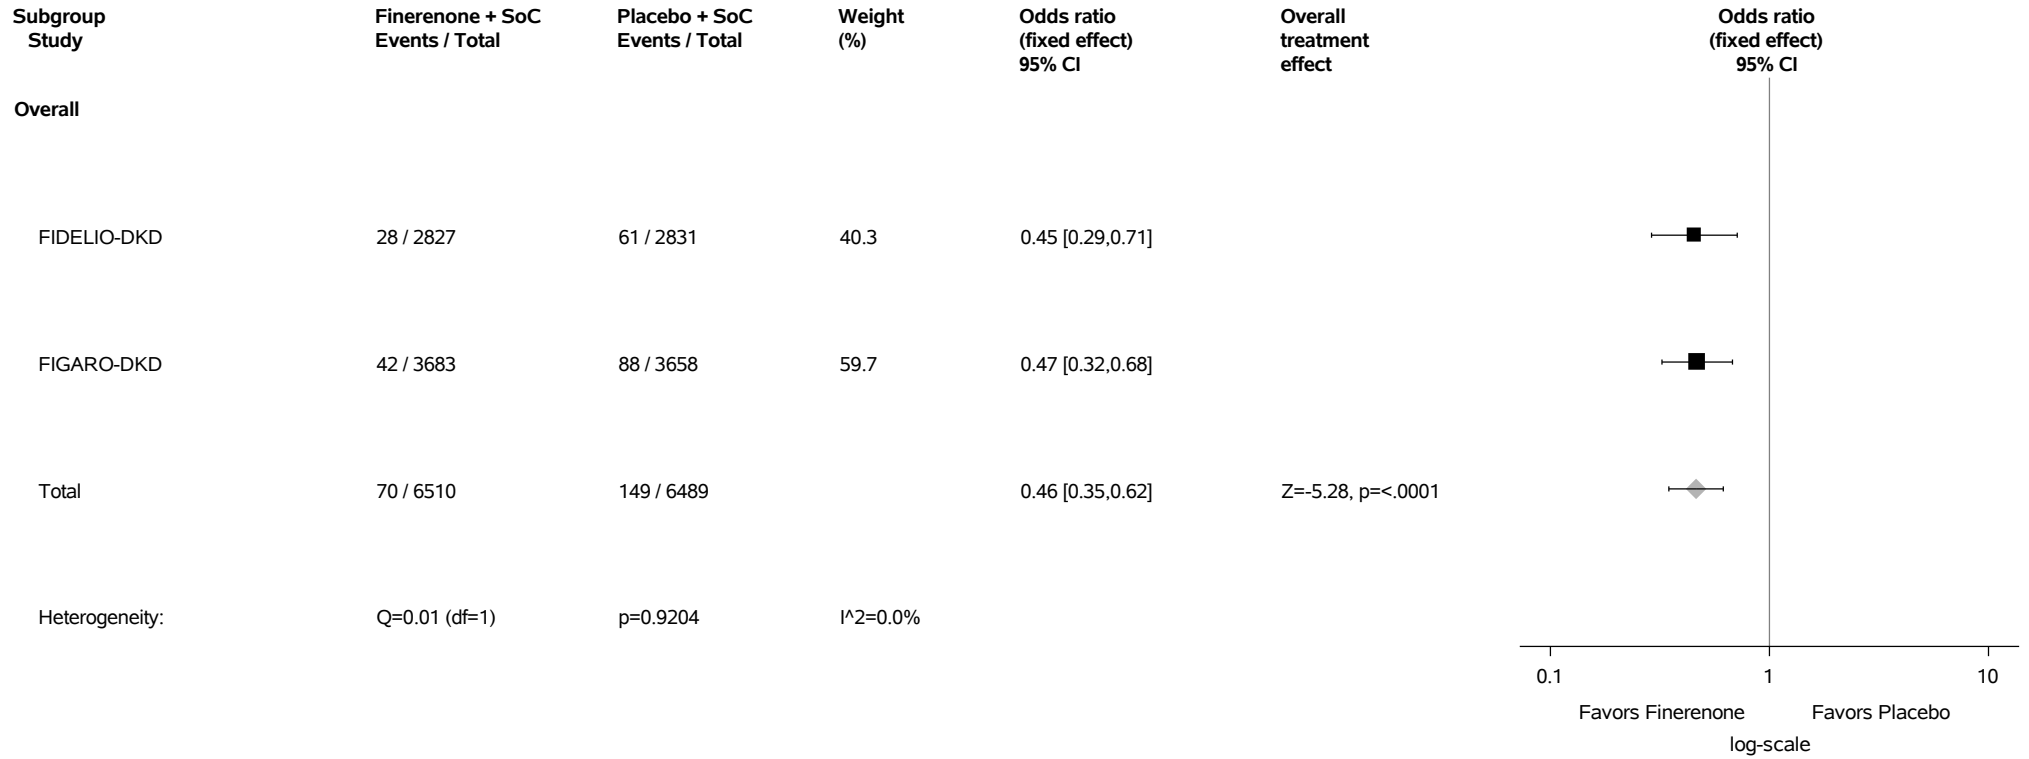 Subgroup Finerenone + SoC Placebo + SoC Weight Odds ratio Overall Odds ratio
Study Events / Total Events / Total (%) (fixed effect) treatment (fixed effect)
95% CI effect 95% CI
Overall
FIDELIO-DKD 28 / 2827 61 / 2831 40.3 0.45 [0.29,0.71]
FIGARO-DKD 42 / 3683 88 / 3658 59.7 0.47 [0.32,0.68]
Total 70 / 6510 149 / 6489 0.46 [0.35,0.62] Z=-5.28, p=<.0001
Heterogeneity: Q=0.01 (df=1) p=0.9204 I^2=0.0%
0.1 1 10
Favors Finerenone Favors Placebo
log-scale